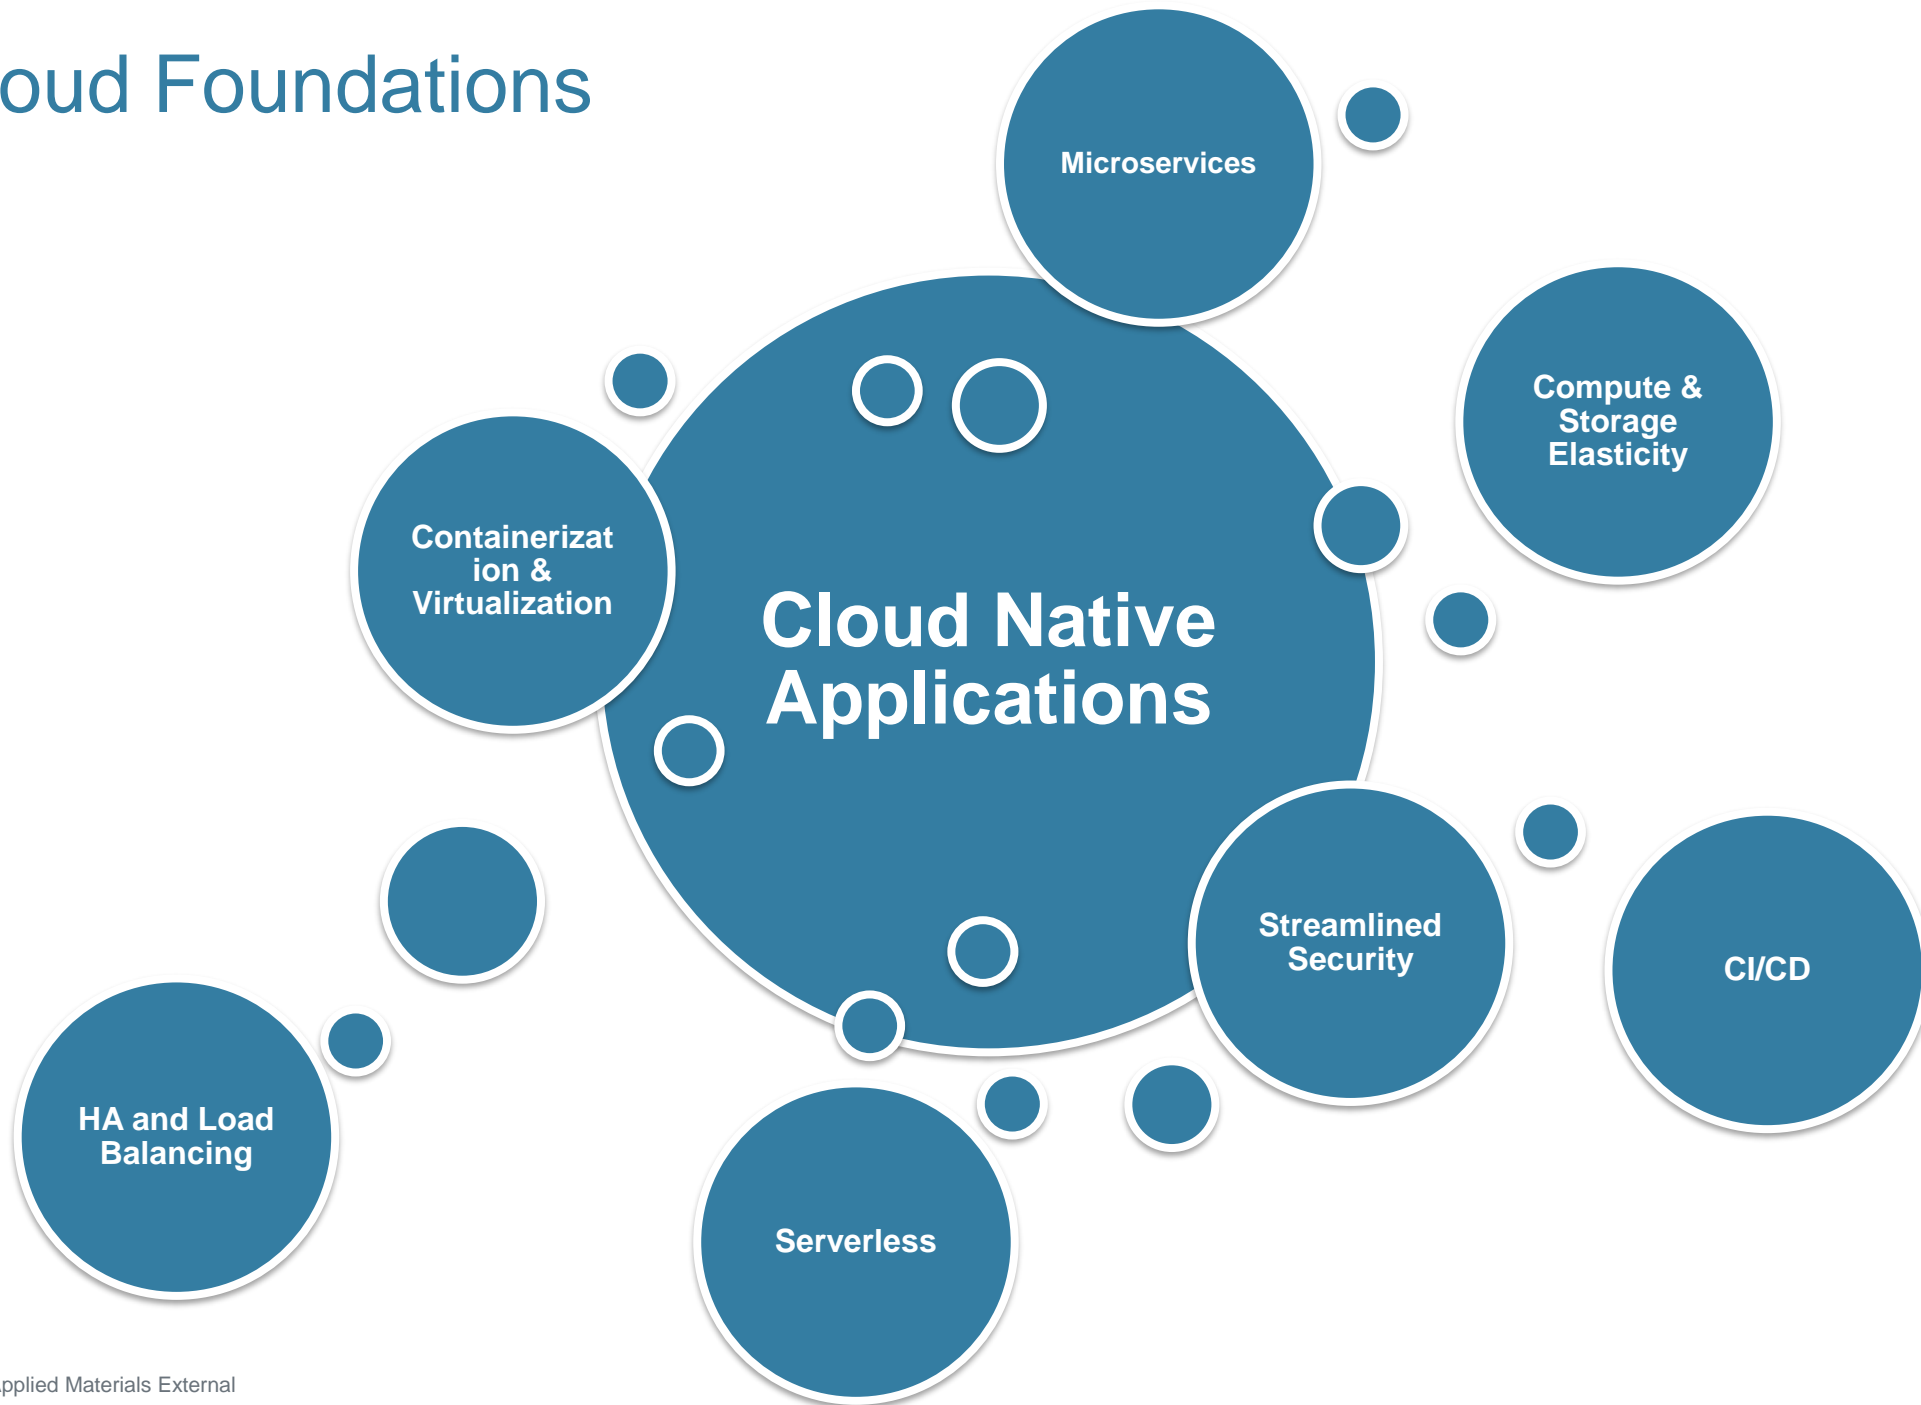 oud Foundations
Microservices
Compute &
Storage
Elasticity
Containerizat
ion &
Virtualization
Cloud Native
Applications
Streamlined
Security
CI/CD
HA and Load
Balancing
Serverless
pplied Materials External